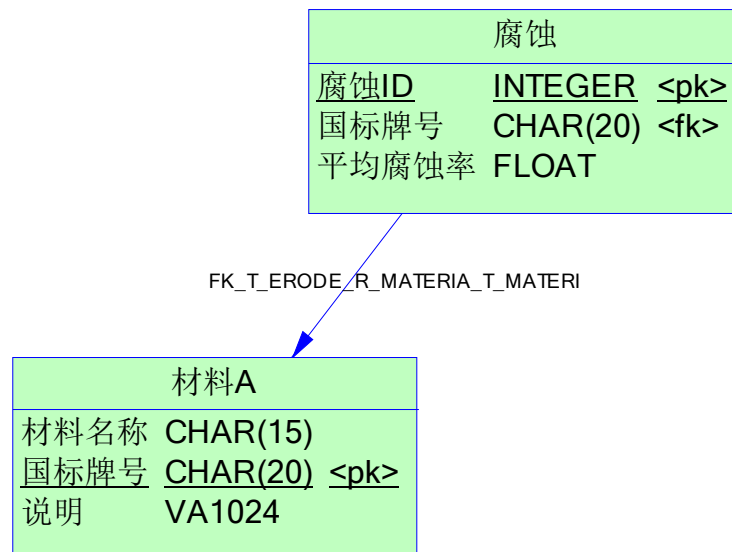 腐蚀
腐蚀ID INTEGER <pk>
国标牌号 CHAR(20) <fk>
平均腐蚀率 FLOAT
FK_T_ERODE_R_MATERIA_T_MATERI
材料A
材料名称 CHAR(15)
国标牌号 CHAR(20) <pk>
说明 VA1024